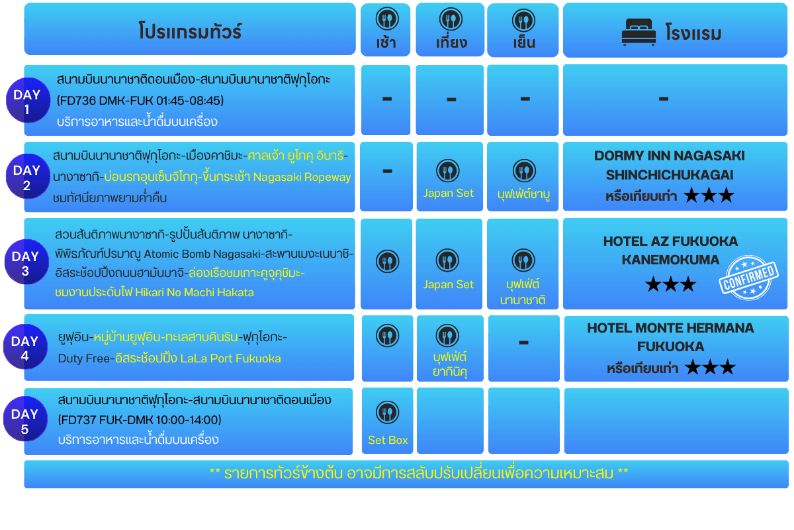 โปรแกรมทัวร์
เช้า
เที่ยง
เย็น
โรงแรม
DAY
1
สนามบินนานาชาติดอนเมือง-สนามบินนานาชาติฟุกุโอกะ
(FD736 DMK-FUK 01:45-08:45)
บริการอาหารและน้ำดื่มบนเครื่อง
-
-
-
-
DAY
2
สนามบินนานาชาติฟุกุโอกะ-เมืองคาชิมะ-ศาลเจ้า ยูโทคุ อินาริ-
นางาซากิ-บ่อนรกอุนเซ็นจิโกกุ-ขึ้นกระเช้า Nagasaki Ropeway
ชมทัศนียภาพยามค่ำคืน
-
Japan Set
บุฟเฟ่ต์ชาบู
DORMY INN NAGASAKI
SHINCHICHUKAGAI
หรือเทียบเท่า ★★★
DAY
3
สวนสันติภาพนางาซากิ-รูปปั้นสันติภาพ นางาซากิ-
พิพิธภัณฑ์ปรมาณู Atomic Bomb Nagasaki-สะพานเมงะเนบาชิ-
อิสระช้อปปิ้งถนนฮามันมาจิ-ล่องเรือชมเกาะคูจูคุชิมะ-
ชมงานประดับไฟ Hikari No Machi Hakata
Japan Set
บุฟเฟ่ต์
นานาชาติ
HOTEL AZ FUKUOKA
KANEMOKUMA
★★★
CONFIRMED
DAY
4
ยูฟุอิน-หมู่บ้านยูฟุอิน-ทะเลสาบคินริน-ฟุกุโอกะ-
Duty Free-อิสระช้อปปิ้ง LaLa Port Fukuoka
บุฟเฟ่ต์
ยากินิคุ
-
HOTEL MONTE HERMANA
FUKUOKA
หรือเทียบเท่า ★★★
DAY
5
สนามบินนานาชาติฟุกุโอกะ-สนามบินนานาชาติดอนเมือง
(FD737 FUK-DMK 10:00-14:00)
บริการอาหารและน้ำดื่มบนเครื่อง
Set Box
** รายการทัวร์ข้างต้น อาจมีการสลับปรับเปลี่ยนเพื่อความเหมาะสม **